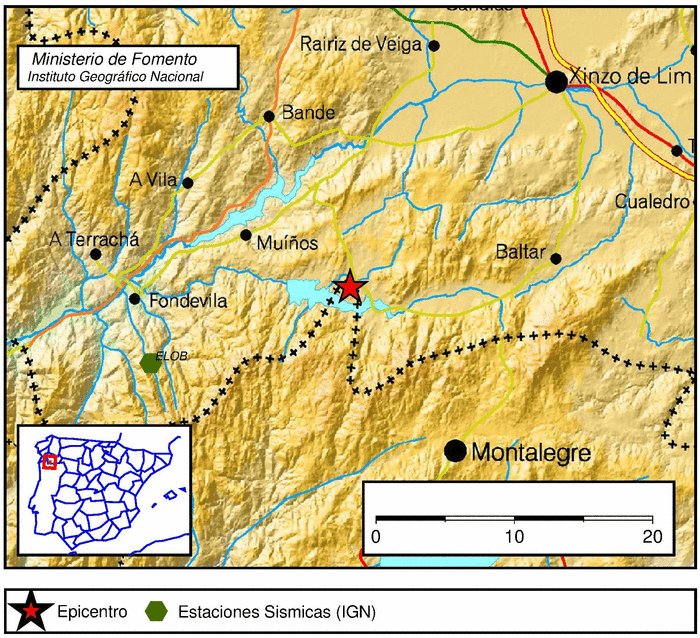 Sandiás
Ministerio de Fomento
Instituto Geográfico Nacional
Rairiz de Veiga
Xinzo de Lim
Bande
T
A Vila
Cualedro
A Terrachá
Muíños
Baltar
Fondevila
ELOB
Montalegre
0 10 20
Epicentro
Estaciones Sismicas (IGN)